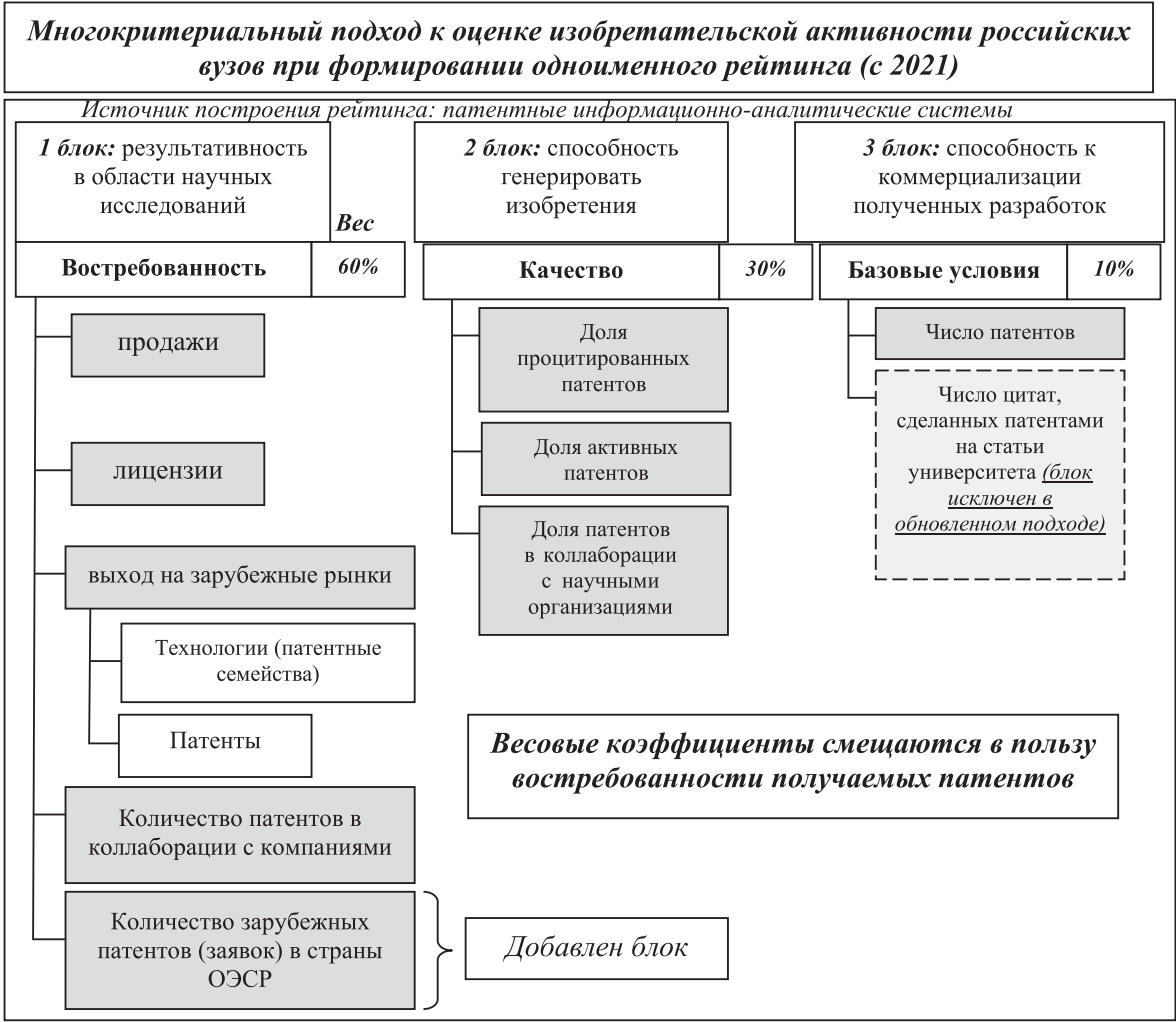 Многокритериальный подход к оценке изобретательской активности российских
вузов при формировании одноименного рейтинга (с 2021)
Источник построения рейтинга: патентные информационно-аналитические системы
1 блок: результативность
в области научных
исследований
Вес
Востребованность
60%
продажи
лицензии
выход на зарубежные рынки
Технологии (патентные
семейства)
Патенты
Количество патентов в
коллаборации с компаниями
Количество зарубежных
патентов (заявок) в страны
ОЭСР
Добавлен блок
2 блок: способность
генерировать
изобретения
Качество
30%
Доля
процитированных
патентов
Доля активных
патентов
Доля патентов
в коллаборации
с научными
организациями
3 блок: способность к
коммерциализации
полученных разработок
Базовые условия
10%
Число патентов
Число цитат,
сделанных патентами
на статьи
университета (блок
исключен в
обновленном подходе)
Весовые коэффициенты смещаются в пользу
востребованности получаемых патентов